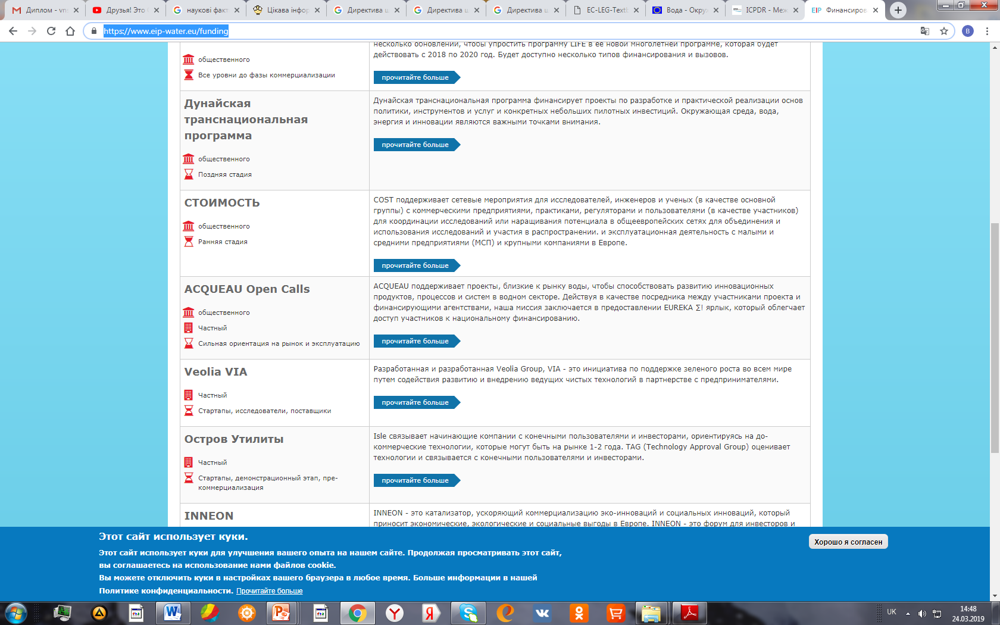 Диплом - vn
Друзья! Это
наукові факт
Цікава інфор
Директива щ
Директива щ
Директива щ
EC-LEG-Textb
Вода - Окруж
ICPDR - Меж
EIP Финансиров
https://www.eip-water.eu/funding
B
несколько обновлений, чтобы упростить программу LIFE в ее новой многолетней программе, которая будет
действовать с 2018 по 2020 год. Будет доступно несколько типов финансирования и вызовов.
общественного
Все уровни до фазы коммерциализации
прочитайте больше
Дунайская
транснациональная
программа
общественного
Поздняя стадия
Дунайская транснациональная программа финансирует проекты по разработке и практической реализации основ
политики, инструментов и услуг и конкретных небольших пилотных инвестиций. Окружающая среда, вода,
энергия и инновации являются важными точками внимания.
прочитайте больше
СТОИМОСТЬ
общественного
Ранняя стадия
COST поддерживает сетевые мероприятия для исследователей, инженеров и ученых (в качестве основной
группы) с коммерческими предприятиями, практиками, регуляторами и пользователями (в качестве участников)
для координации исследований или наращивания потенциала в общеевропейских сетях для объединения и
использования исследований и участия в распространении. и эксплуатационная деятельность с малыми и
средними предприятиями (МСП) и крупными компаниями в Европе.
прочитайте больше
ACQUEAU Open Calls
общественного
Частный
Сильная ориентация на рынок и эксплуатацию
ACQUEAU поддерживает проекты, близкие к рынку воды, чтобы способствовать развитию инновационных
продуктов, процессов и систем в водном секторе. Действуя в качестве посредника между участниками проекта и
финансирующими агентствами, наша миссия заключается в предоставлении EUREKA ∑! ярлык, который облегчает
доступ участников к национальному финансированию.
прочитайте больше
Veolia VIA
Частный
Стартапы, исследователи, поставщики
Разработанная и разработанная Veolia Group, VIA - это инициатива по поддержке зеленого роста во всем мире
путем содействия развитию и внедрению ведущих чистых технологий в партнерстве с предпринимателями.
прочитайте больше
Остров Утилиты
Частный
Стартапы, демонстрационный этап, пре-
коммерциализация
Isle связывает начинающие компании с конечными пользователями и инвесторами, ориентируясь на до-
коммерческие технологии, которые могут быть на рынке 1-2 года. TAG (Technology Approval Group) оценивает
технологии и связывается с конечными пользователями и инвесторами.
прочитайте больше
INNEON
INNEON - это катализатор, ускоряющий коммерциализацию эко-инноваций и социальных инноваций, который
приносит экономические, экологические и социальные выгоды в Европе. INNEON - это форум для инвесторов и
Этот сайт использует куки.
Этот сайт использует куки для улучшения вашего опыта на нашем сайте. Продолжая просматривать этот сайт,
вы соглашаетесь на использование нами файлов cookie.
Вы можете отключить куки в настройках вашего браузера в любое время. Больше информации в нашей
Политике конфиденциальности. Прочитайте больше
Хорошо я согласен
UK
14:48
24.03.2019